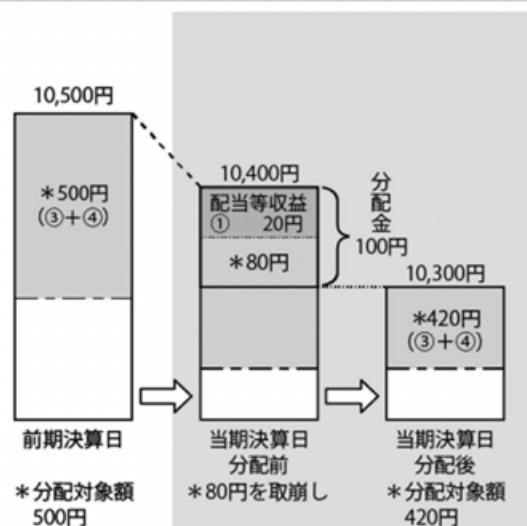 10,500円
＊500円
(③＋④)
10,400円
配当等収益
① 20円
＊80円
分配金
100円
10,300円
＊420円
(③＋④)
前期決算日
当期決算日
分配前
当期決算日
分配後
＊分配対象額
500円
＊80円を取崩し
＊分配対象額
420円